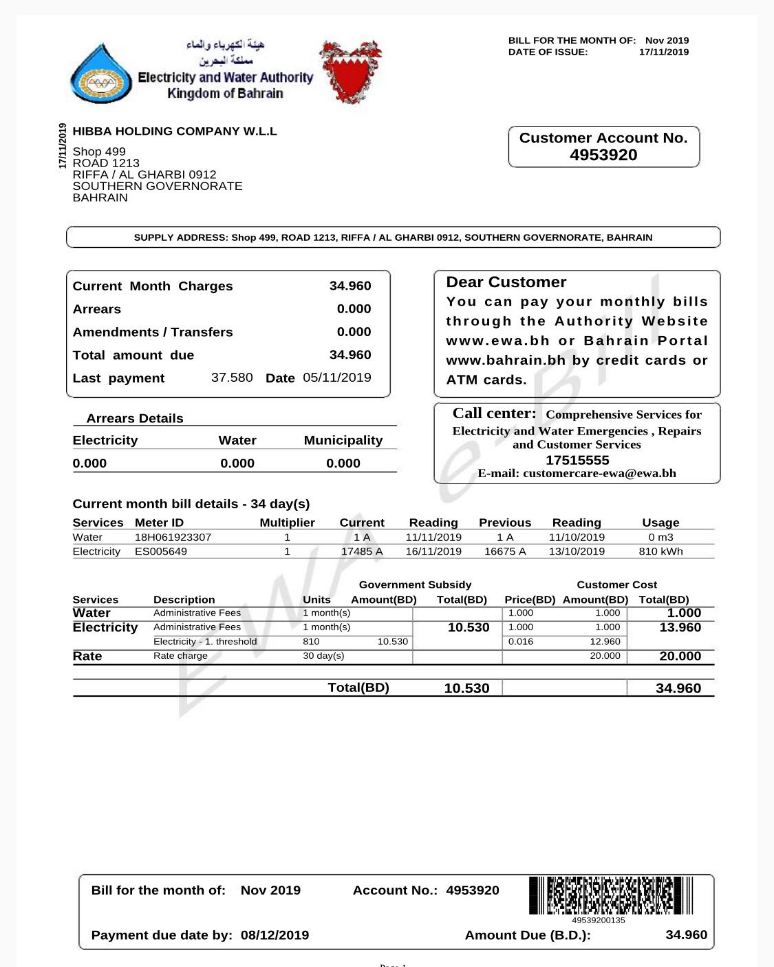 هيئة الكهرباء والماء
مملكة البحرين
Electricity and Water Authority
Kingdom of Bahrain
BILL FOR THE MONTH OF: Nov 2019
DATE OF ISSUE: 17/11/2019
17/11/2019
HIBBA HOLDING COMPANY W.L.L
Shop 499
ROAD 1213
RIFFA / AL GHARBI 0912
SOUTHERN GOVERNORATE
BAHRAIN
Customer Account No.
4953920
SUPPLY ADDRESS: Shop 499, ROAD 1213, RIFFA / AL GHARBI 0912, SOUTHERN GOVERNORATE, BAHRAIN
Current Month Charges 34.960
Arrears 0.000
Amendments / Transfers 0.000
Total amount due 34.960
Last payment 37.580 Date 05/11/2019
Dear Customer
You can pay your monthly bills
through the Authority Website
www.ewa.bh or Bahrain Portal
www.bahrain.bh by credit cards or
ATM cards.
Arrears Details
Electricity Water Municipality
0.000 0.000 0.000
Call center: Comprehensive Services for
Electricity and Water Emergencies , Repairs
and Customer Services
17515555
E-mail: customercare-ewa@ewa.bh
Current month bill details - 34 day(s)
Services Meter ID Multiplier Current Reading Previous Reading Usage
Water 18H061923307 1 1 A 11/11/2019 1 A 11/10/2019 0 m3
Electricity ES005649 1 17485 A 16/11/2019 16675 A 13/10/2019 810 kWh
Government Subsidy Customer Cost
Services Description Units Amount(BD) Total(BD) Price(BD) Amount(BD) Total(BD)
Water Administrative Fees 1 month(s) 1.000 1.000 1.000
Electricity Administrative Fees 1 month(s) 10.530 1.000 1.000 13.960
Electricity - 1. threshold 810 10.530 0.016 12.960
Rate Rate charge 30 day(s) 20.000 20.000
Total(BD) 10.530 34.960
EWA e-Bill
Bill for the month of: Nov 2019 Account No.: 4953920
49539200135
Payment due date by: 08/12/2019 Amount Due (B.D.): 34.960